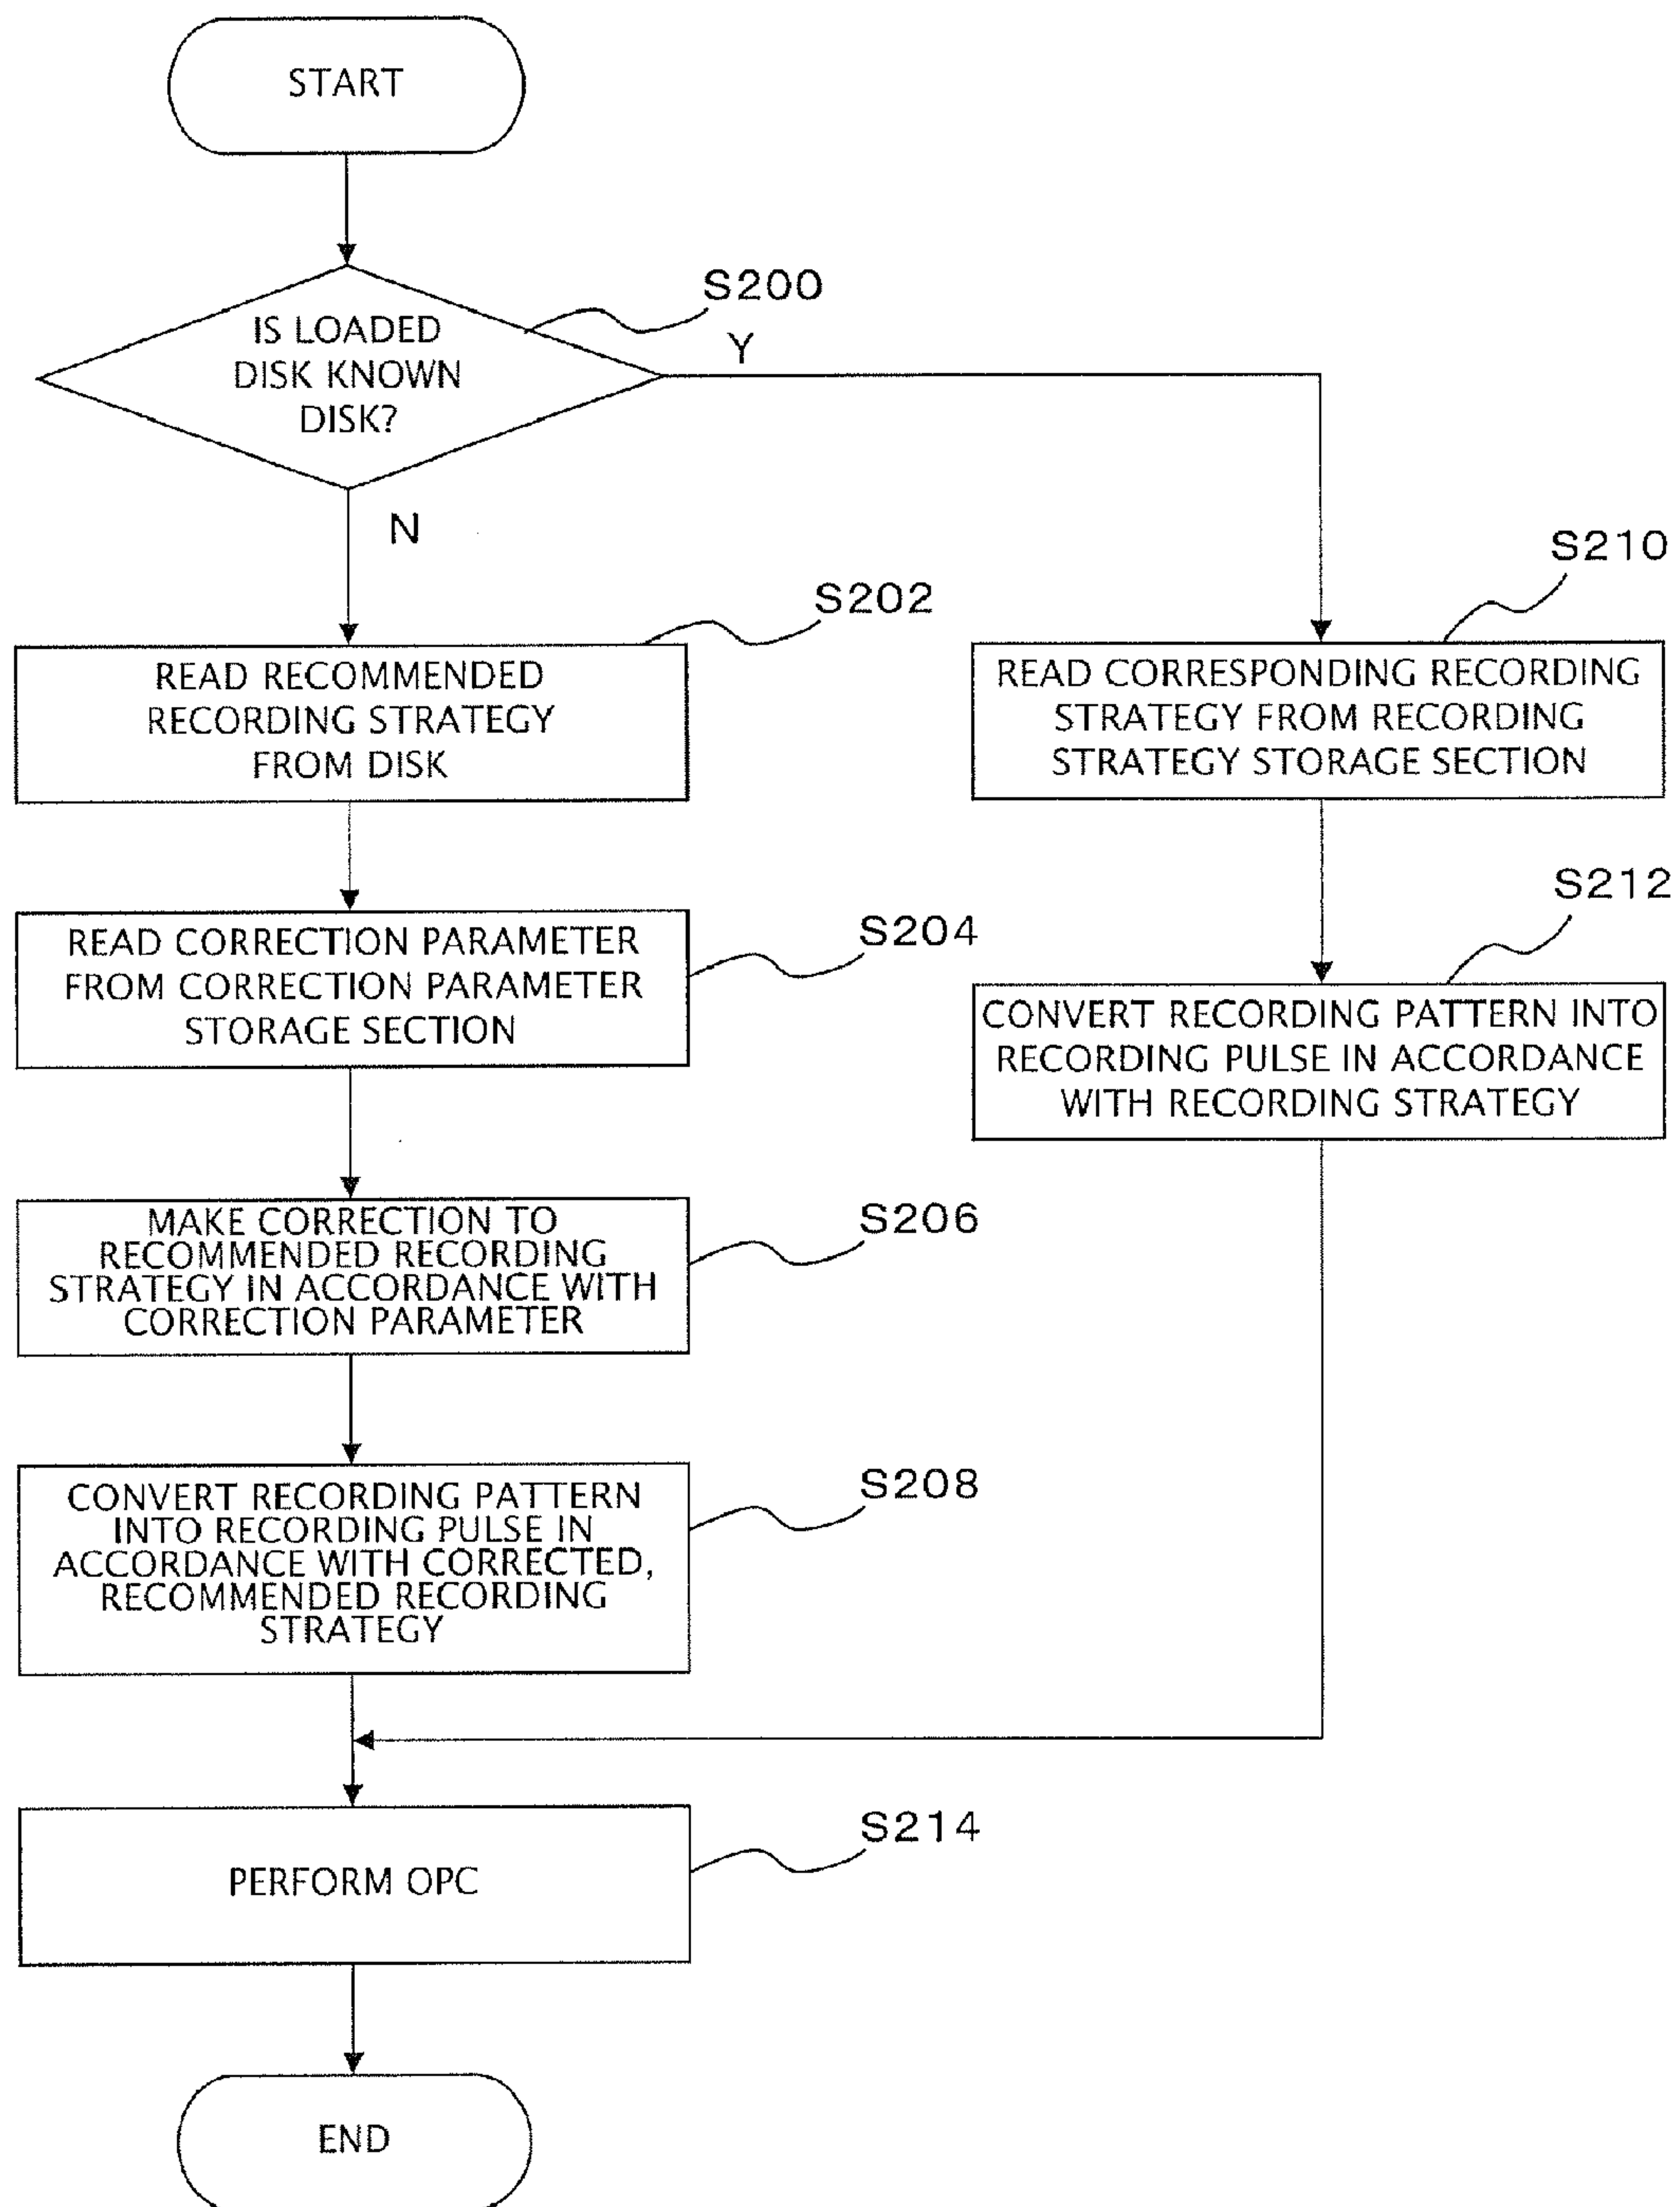 START
S200
IS LOADED
DISK KNOWN
DISK?
Y
N
S202
READ RECOMMENDED
RECORDING STRATEGY
FROM DISK
S210
READ CORRESPONDING RECORDING
STRATEGY FROM RECORDING
STRATEGY STORAGE SECTION
S204
READ CORRECTION PARAMETER
FROM CORRECTION PARAMETER
STORAGE SECTION
S212
CONVERT RECORDING PATTERN INTO
RECORDING PULSE IN ACCORDANCE
WITH RECORDING STRATEGY
S206
MAKE CORRECTION TO
RECOMMENDED RECORDING
STRATEGY IN ACCORDANCE WITH
CORRECTION PARAMETER
S208
CONVERT RECORDING PATTERN
INTO RECORDING PULSE IN
ACCORDANCE WITH CORRECTED,
RECOMMENDED RECORDING
STRATEGY
S214
PERFORM OPC
END